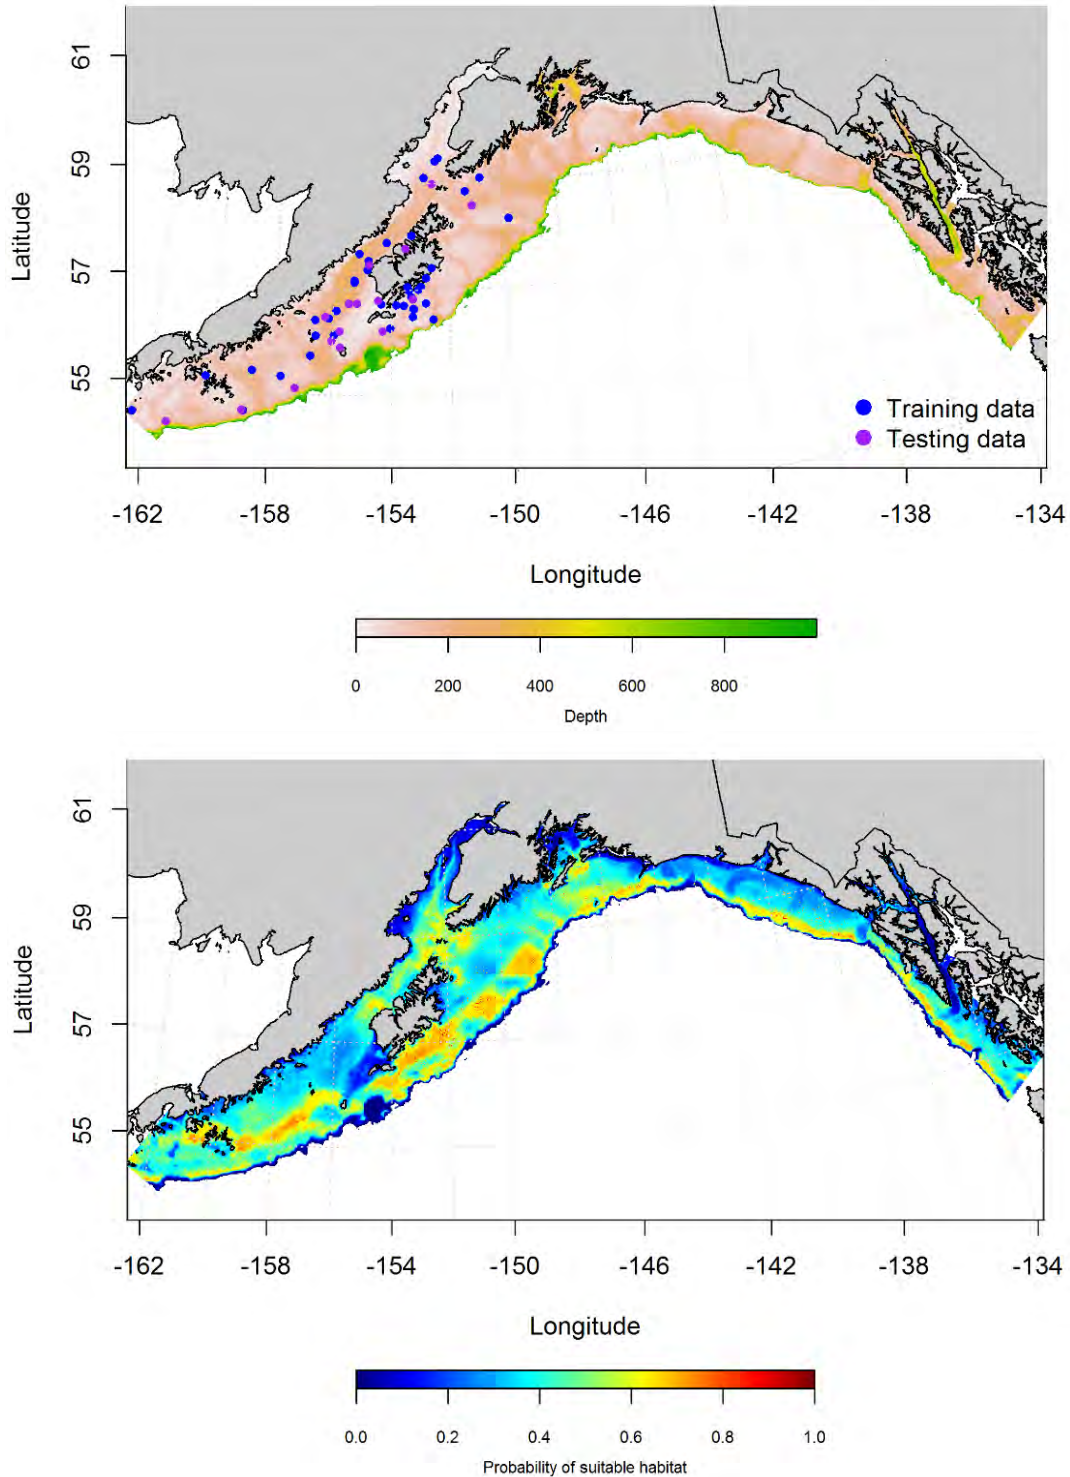 61
59
57
55
Latitude
Training data
Testing data
-162 -158 -154 -150 -146 -142 -138 -134
Longitude
0 200 400 600 800
Depth
61
59
57
55
Latitude
-162 -158 -154 -150 -146 -142 -138 -134
Longitude
0.0 0.2 0.4 0.6 0.8 1.0
Probability of suitable habitat